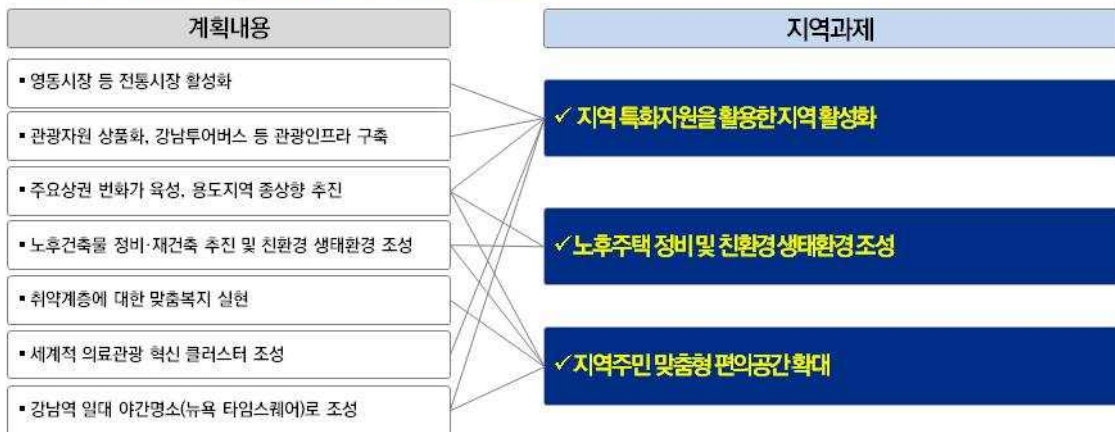 계획내용
▪ 영동시장 등 전통시장 활성화
▪ 관광자원 상품화, 강남투어버스 등 관광인프라 구축
▪ 주요상권 번화가 육성, 용도지역 종상향 추진
▪ 노후건축물 정비·재건축 추진 및 친환경 생태환경 조성
▪ 취약계층에 대한 맞춤복지 실현
▪ 세계적 의료관광 혁신 클러스터 조성
▪ 강남역 일대 야간명소(뉴욕 타임스퀘어)로 조성
지역과제
✓ 지역 특화자원을 활용한 지역 활성화
✓ 노후주택 정비 및 친환경 생태환경 조성
✓ 지역주민 맞춤형 편의공간 확대